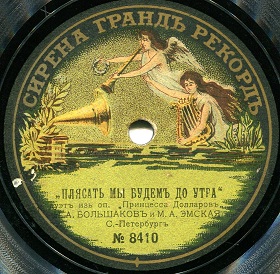 СИРЕНА ГРАНДЪ РЕКОРДЪ
„ПЛЯСАТЬ МЫ БУДЕМЪ ДО УТРА“
дуэтъ изъ оп. „Принцесса Долларовъ“
А. БОЛЬШАКОВЪ и М. А. ЭМСКАЯ
С.-Петербургъ
№ 8410